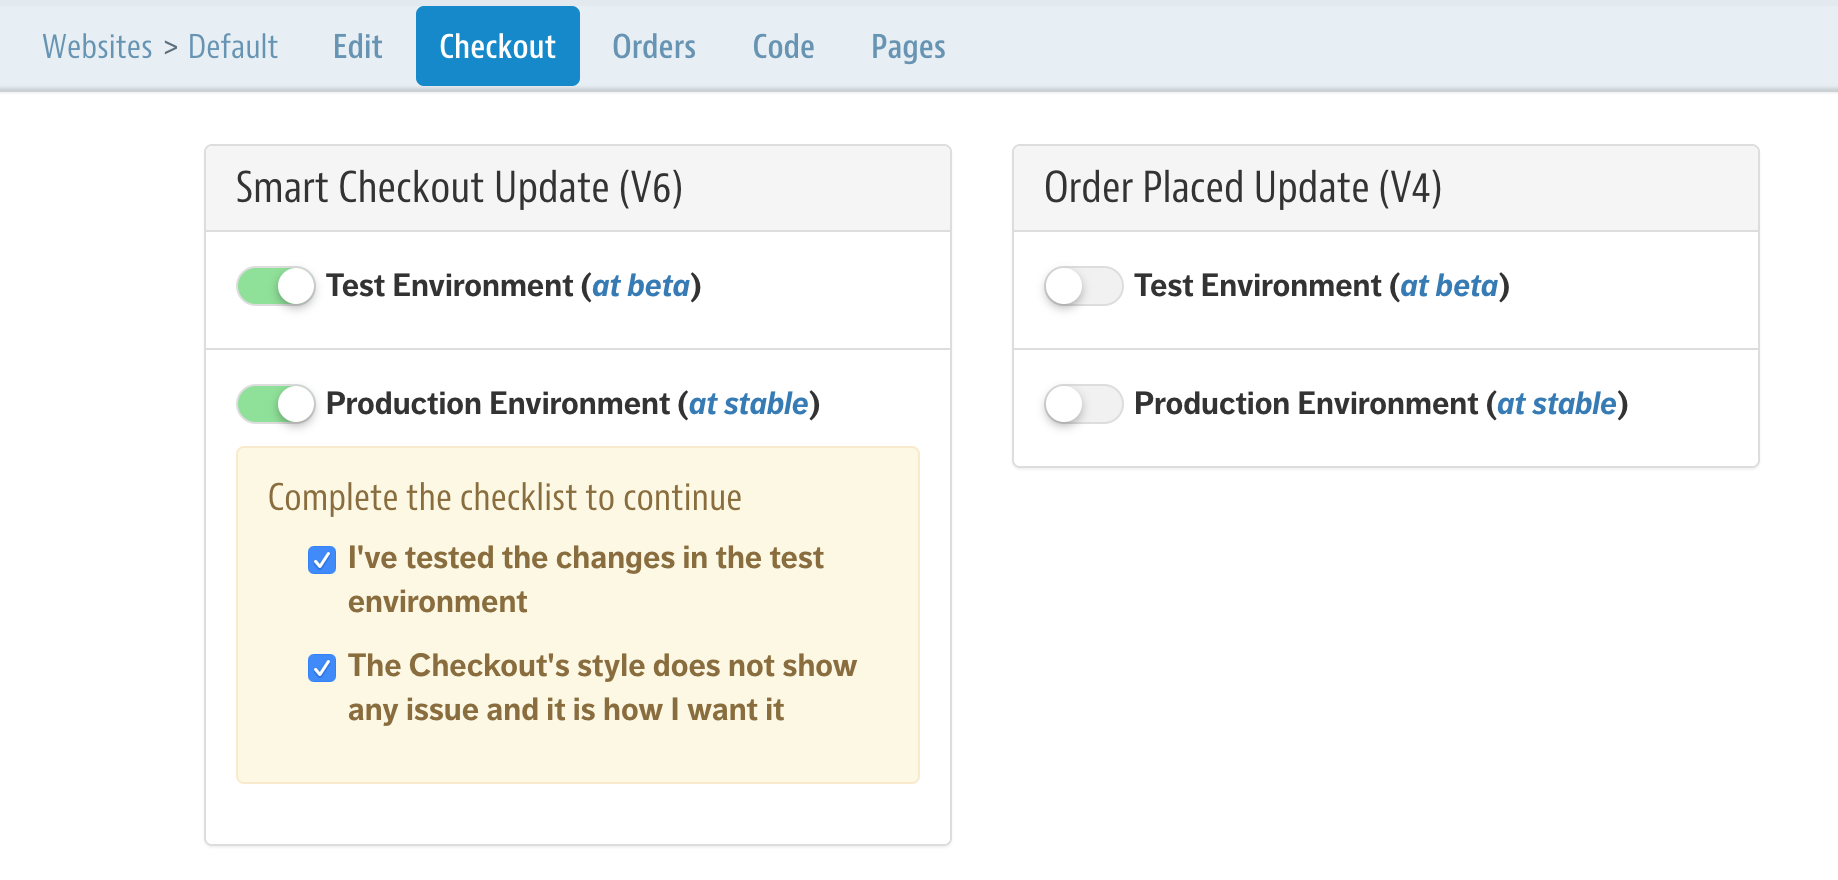 Websites > Default Edit Checkout Orders Code Pages
Smart Checkout Update (V6)
Test Environment (at beta)
Production Environment (at stable)
Complete the checklist to continue
I've tested the changes in the test
environment
The Checkout's style does not show
any issue and it is how I want it
Order Placed Update (V4)
Test Environment (at beta)
Production Environment (at stable)